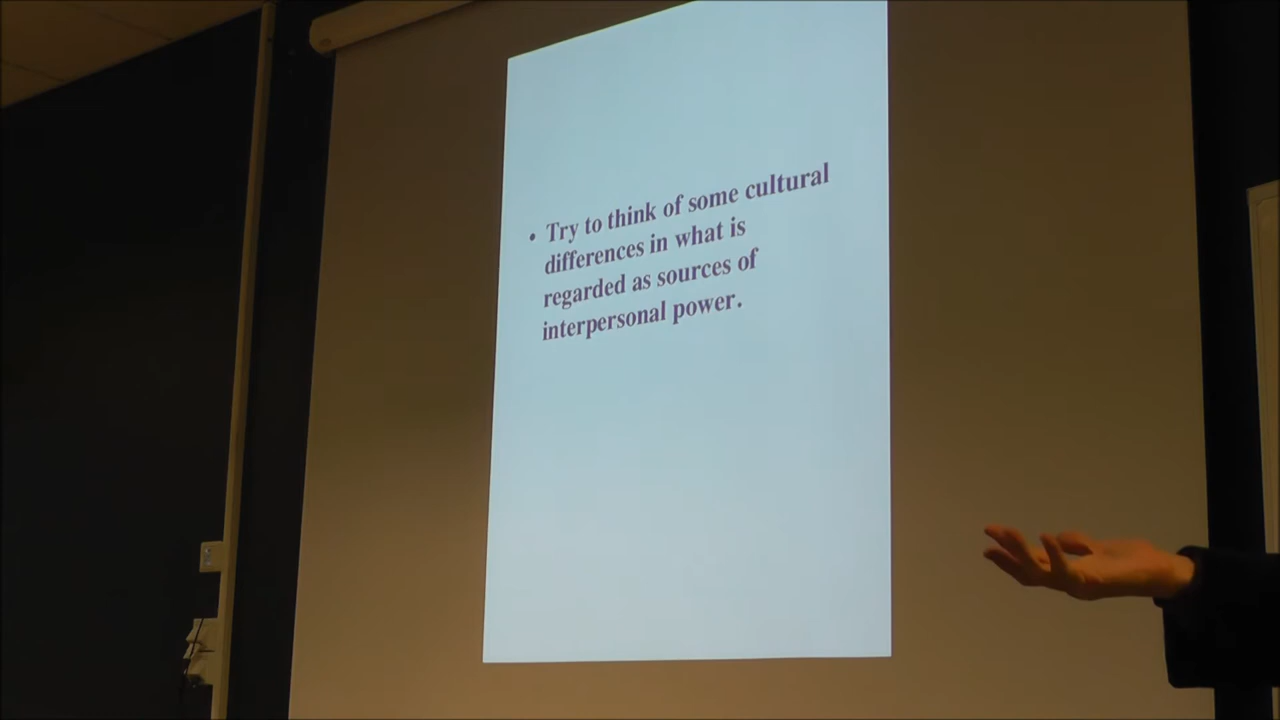 • Try to think of some cultural
differences in what is
regarded as sources of
interpersonal power.